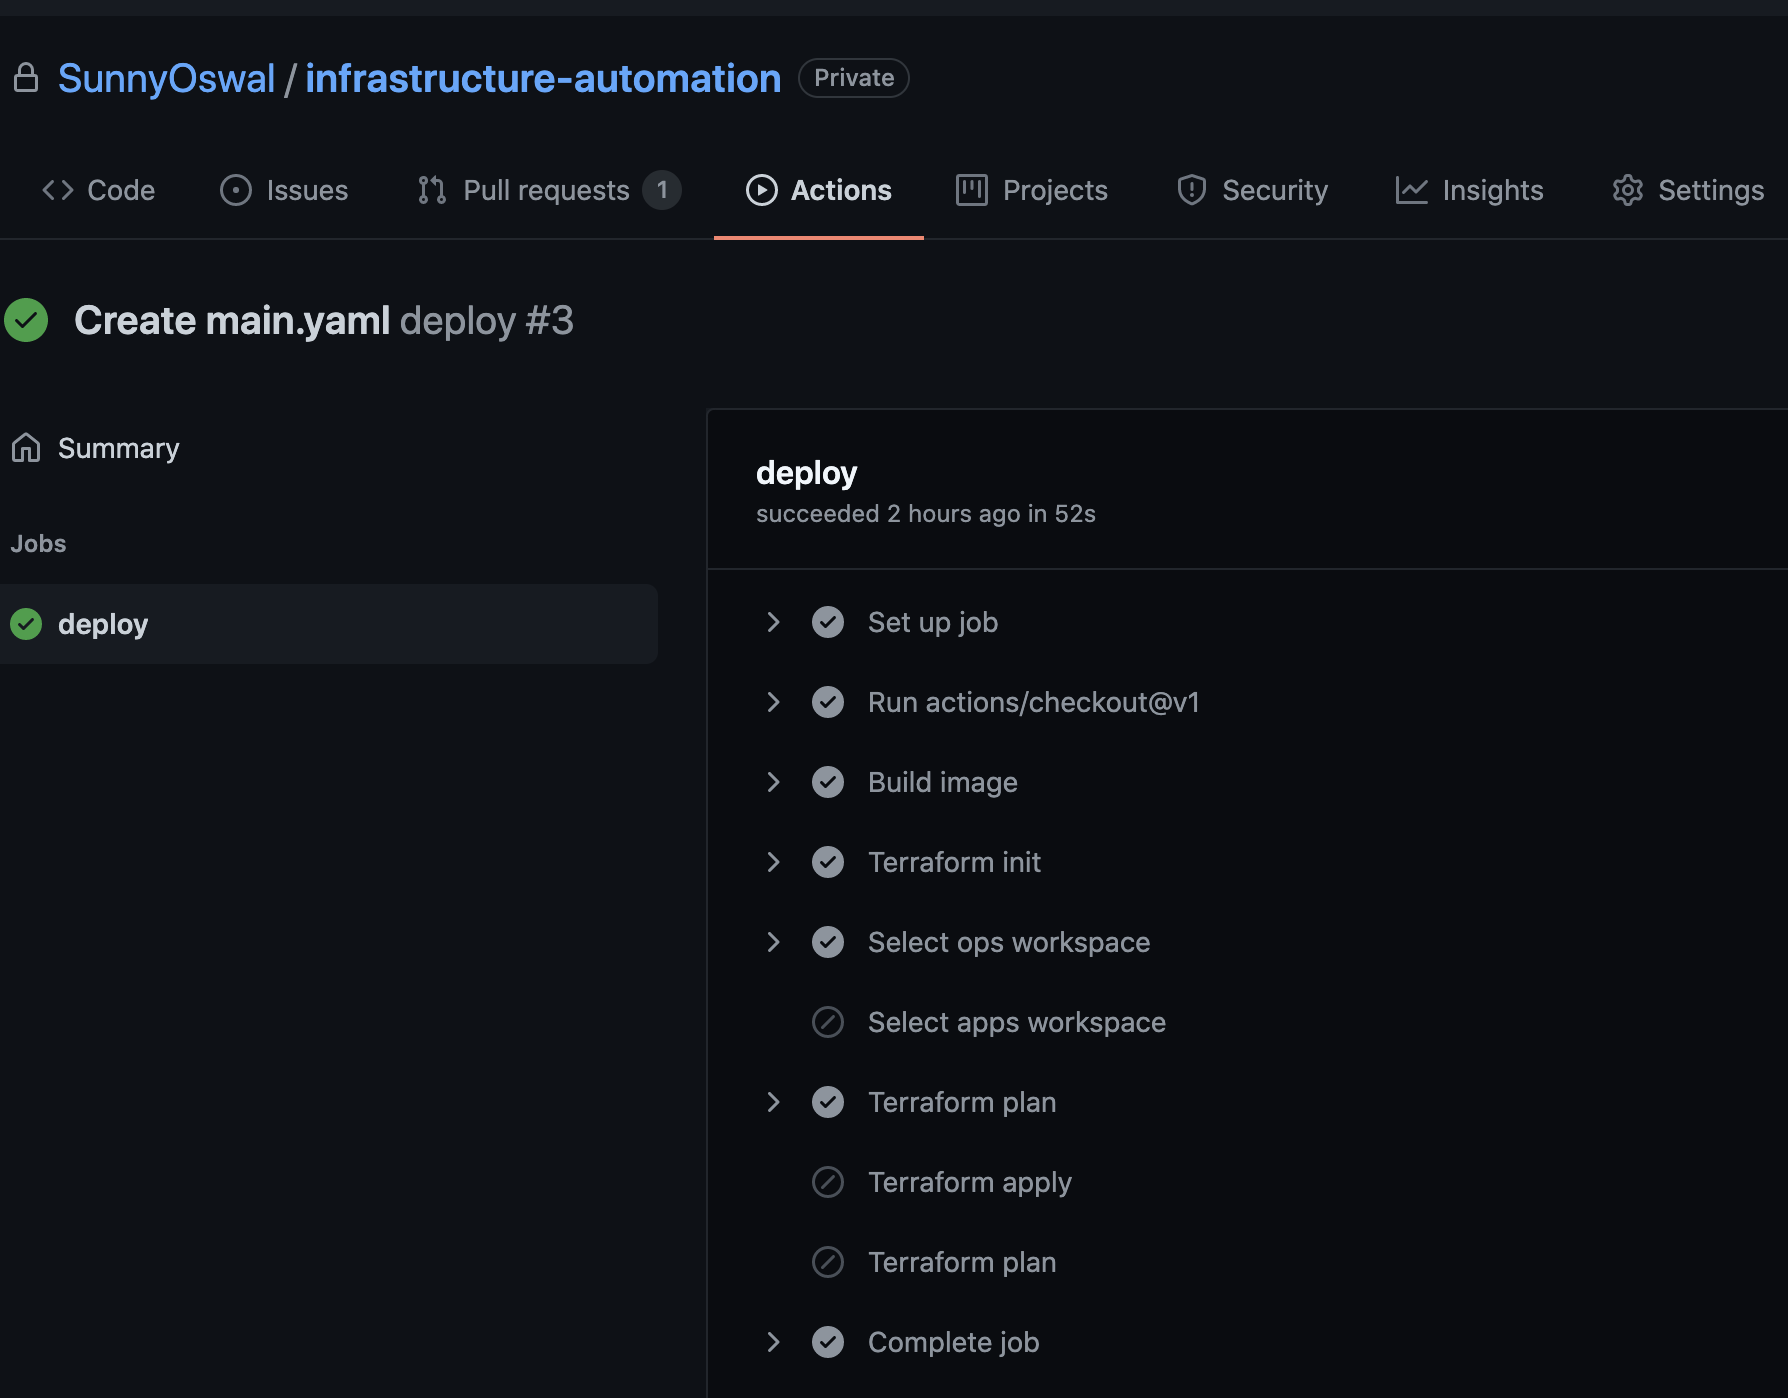 SunnyOswal / infrastructure-automation Private
Code Issues Pull requests 1 Actions Projects Security Insights Settings
Create main.yaml deploy #3
Summary
Jobs
deploy
deploy
succeeded 2 hours ago in 52s
Set up job
Run actions/checkout@v1
Build image
Terraform init
Select ops workspace
Select apps workspace
Terraform plan
Terraform apply
Terraform plan
Complete job